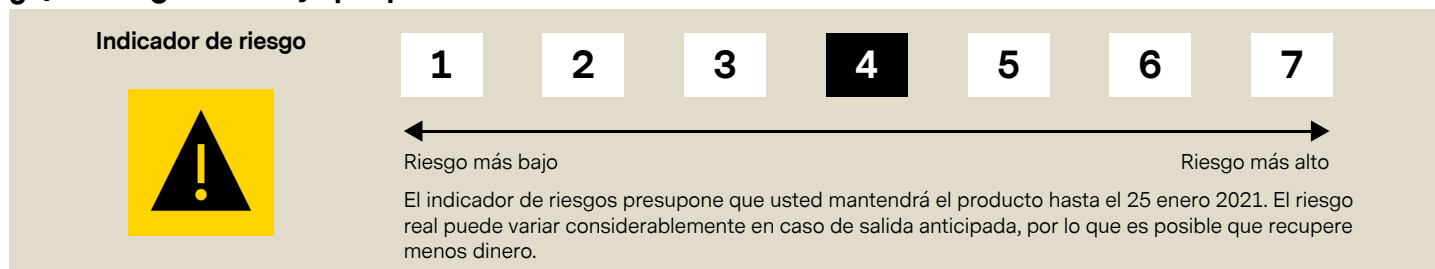 Indicador de riesgo
1 2 3 4 5 6 7
Riesgo más bajo Riesgo más alto
El indicador de riesgos presupone que usted mantendrá el producto hasta el 25 enero 2021. El riesgo
real puede variar considerablemente en caso de salida anticipada, por lo que es posible que recupere
menos dinero.